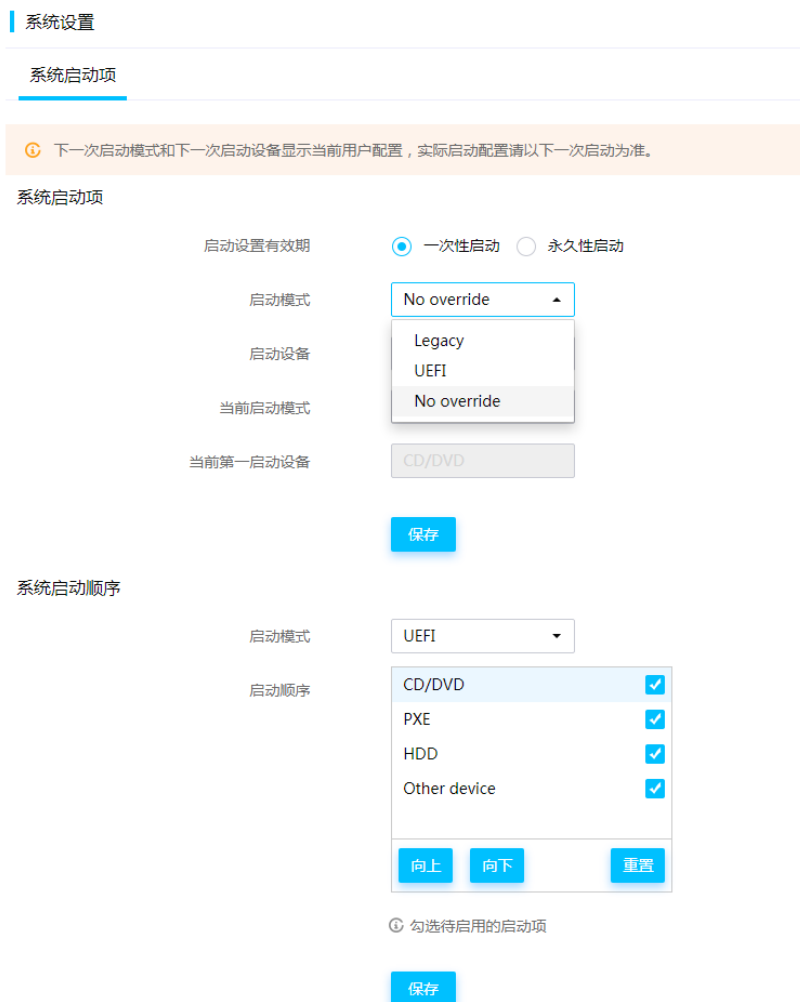 系统设置
系统启动项
下一次启动模式和下一次启动设备显示当前用户配置，实际启动配置请以下一次启动为准。
系统启动项
启动设置有效期 一次性启动 永久性启动
启动模式 No override
Legacy
启动设备
UEFI
No override
当前启动模式
当前第一启动设备 CD/DVD
保存
系统启动顺序
启动模式 UEFI
启动顺序 CD/DVD
PXE
HDD
Other device
向上 向下 重置
勾选待启用的启动项
保存